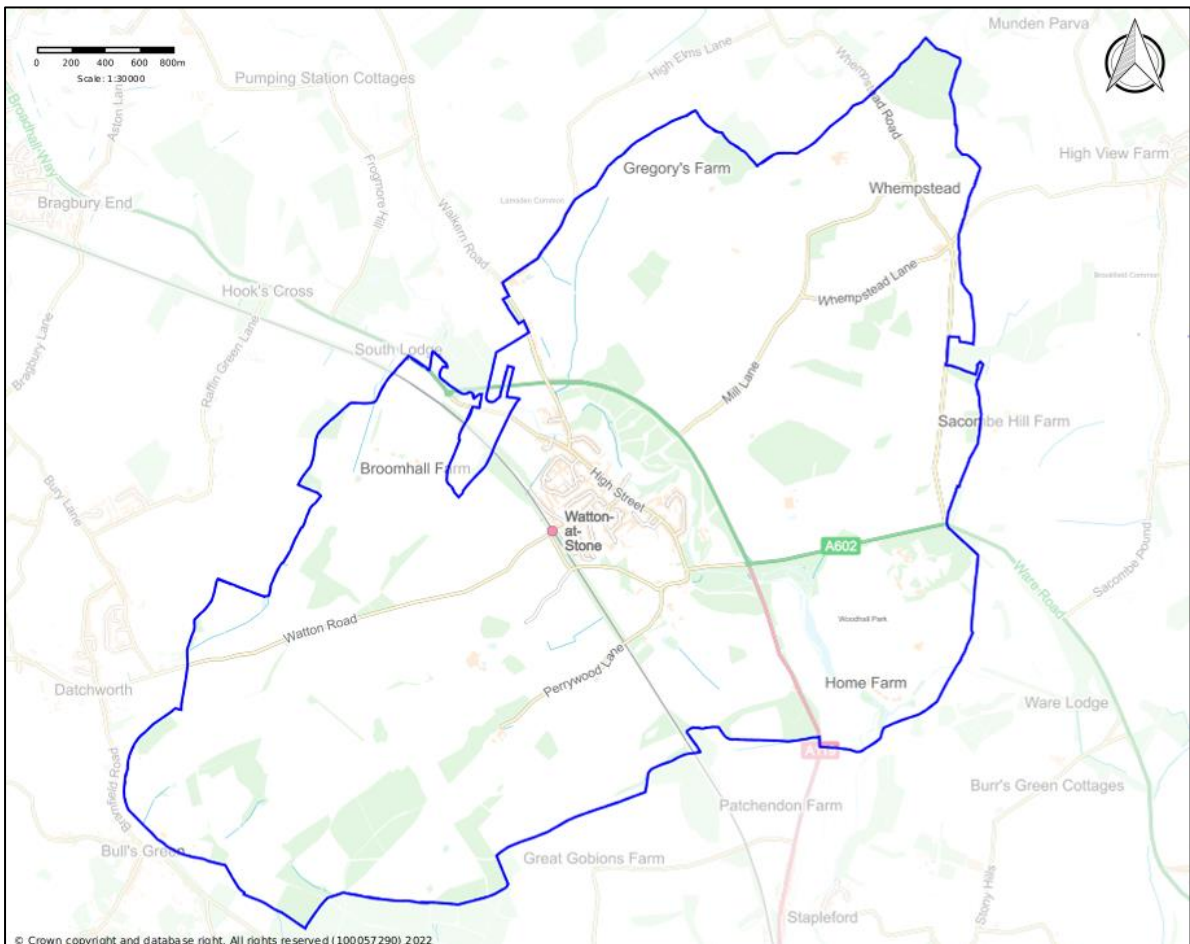 Munden Parva
0 200 400 600 800m
Scale: 1:30000
High Elms Lane
Pumping Station Cottages
Whempstead Road
Broadhall Way
Aston Lane
High View Farm
Gregory's Farm
Frogmore Hill
Whempstead
Bragbury End
Lamsden Common
Walkern Road
Brookfield Common
Whempstead Lane
Hook's Cross
South Lodge
Bragbury Lane
Raffin Green Lane
Mill Lane
Sacombe Hill Farm
Broomhall Farm
High Street
Bury Lane
Watton-
at-
Stone
A602
Sacombe Pound
Ware Road
Woodhall Park
Watton Road
Perrywood Lane
Home Farm
Datchworth
Ware Lodge
Bramfield Road
Burr's Green Cottages
Patchendon Farm
Bull's Green
Great Gobions Farm
Stony Hills
Stapleford
© Crown copyright and database right. All rights reserved (100057290) 2022